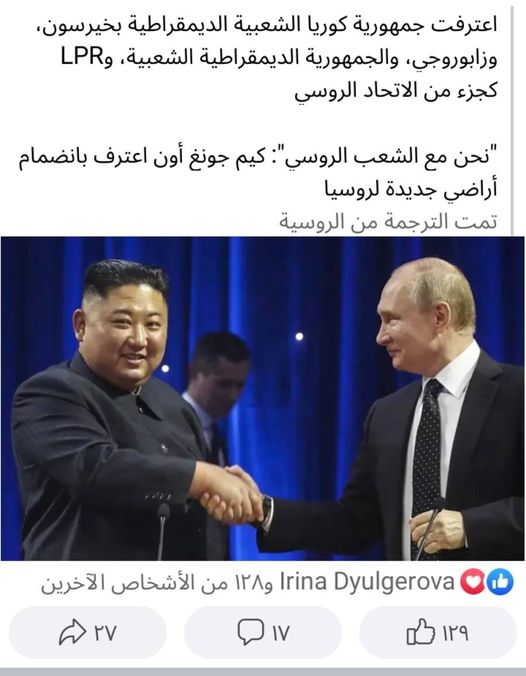 اعترفت جمهورية كوريا الشعبية الديمقراطية بخيرسون،
وزابوروجي، والجمهورية الديمقراطية الشعبية، وLPR
كجزء من الاتحاد الروسي
"نحن مع الشعب الروسي": كيم جونغ أون اعترف بانضمام
أراضي جديدة لروسيا
تمت الترجمة من الروسية
Irina Dyulgerova و١٢٨ من الأشخاص الآخرين
١٢٩
١٧
٢٧